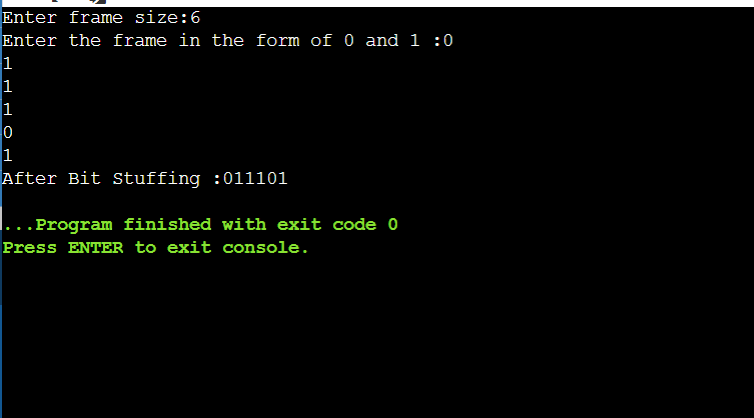 Enter frame size:6
Enter the frame in the form of 0 and 1 :0
1
1
1
0
1
After Bit Stuffing :011101
...Program finished with exit code 0
Press ENTER to exit console.